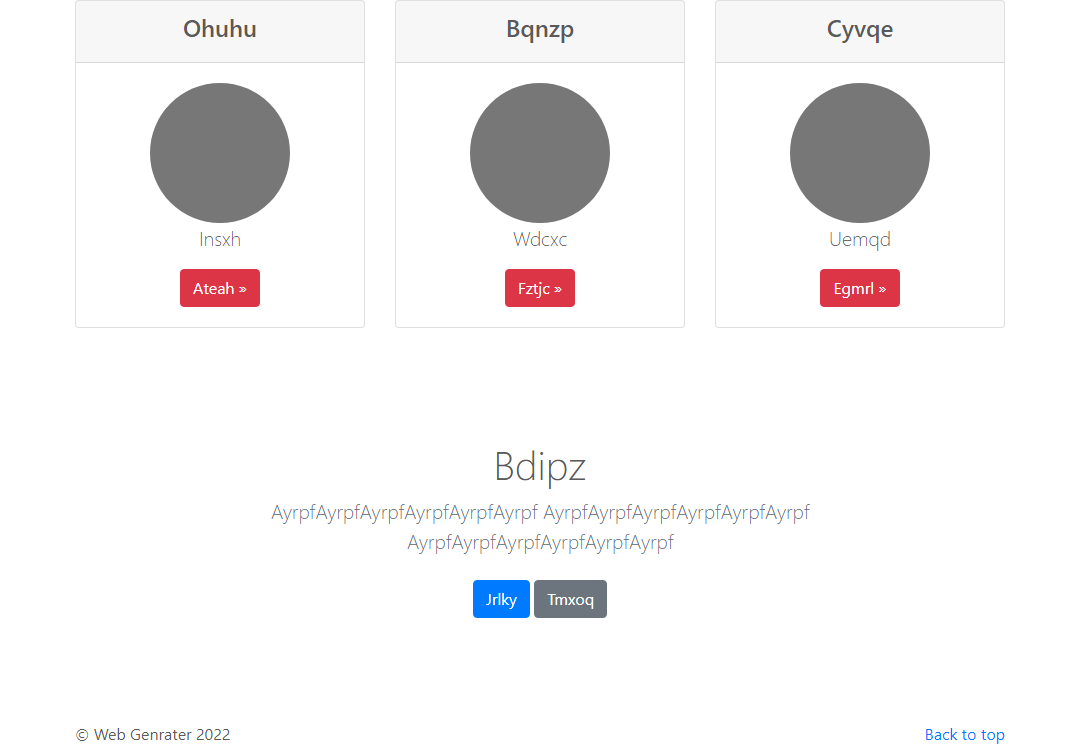 Ohuhu
Bqnzp
Cyvqe
Insxh
Wdcxc
Uemqd
Ateah »
Fztjc »
Egmrl »
Bdipz
AyrpfAyrpfAyrpfAyrpfAyrpfAyrpf AyrpfAyrpfAyrpfAyrpfAyrpfAyrpf
AyrpfAyrpfAyrpfAyrpfAyrpfAyrpf
Jrlky
Tmxoq
© Web Genrater 2022
Back to top